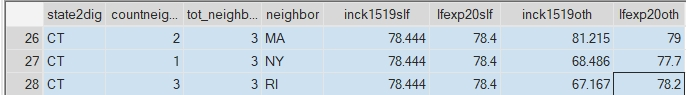 state2dig countneig... tot_neighb... neighbor inck1519slf lfexp20slf inck1519oth lfexp20oth
26 CT 2 3 MA 78.444 78.4 81.215 79
27 CT 1 3 NY 78.444 78.4 68.486 77.7
28 CT 3 3 RI 78.444 78.4 67.167 78.2